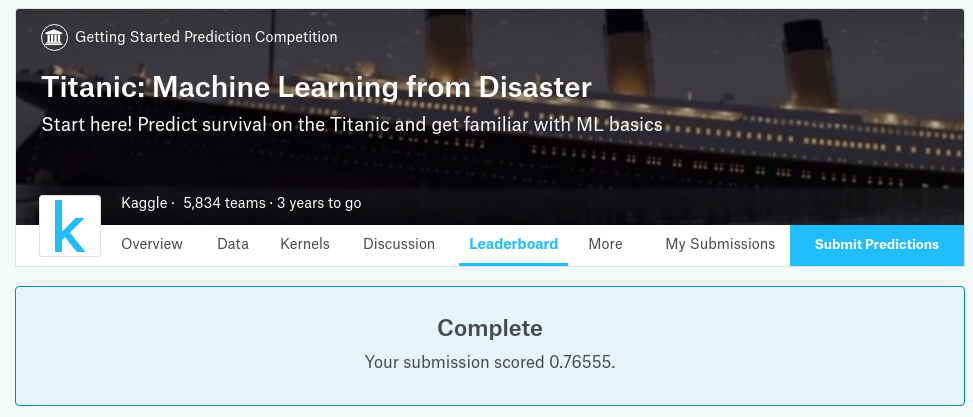 Getting Started Prediction Competition
Titanic: Machine Learning from Disaster
Start here! Predict survival on the Titanic and get familiar with ML basics
k
Kaggle · 5,834 teams · 3 years to go
Overview Data Kernels Discussion Leaderboard More My Submissions Submit Predictions
Complete
Your submission scored 0.76555.